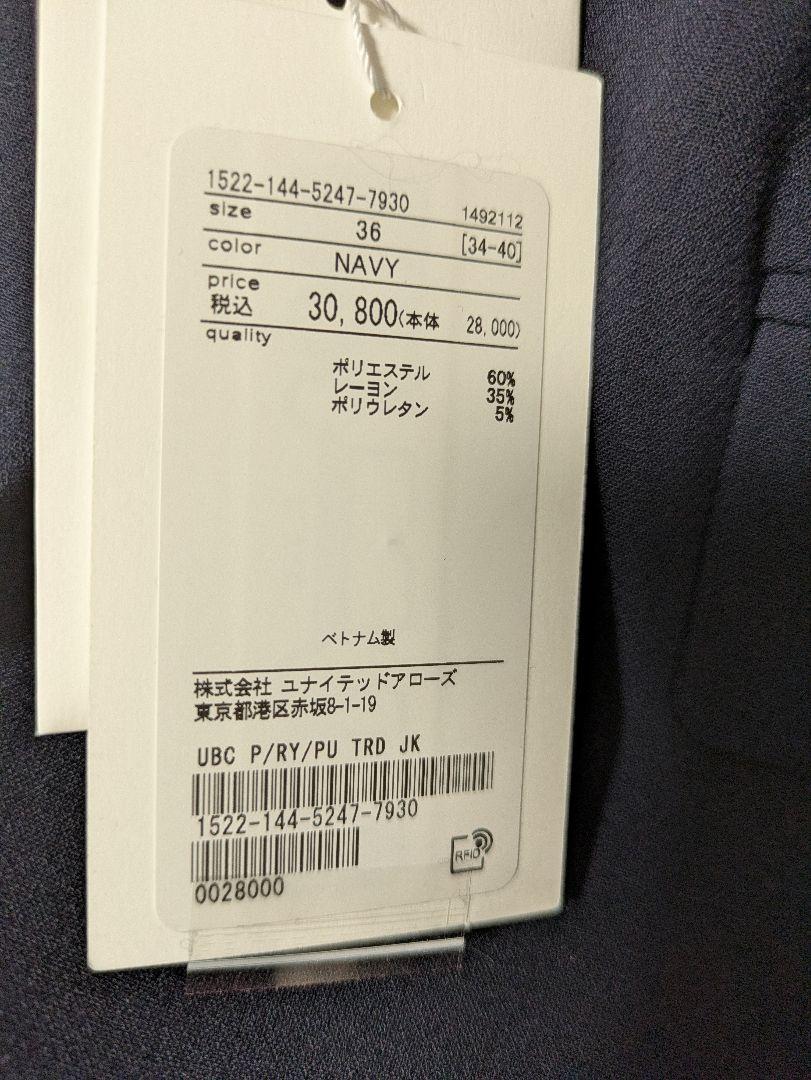 1522-144-5247-7930 1492112
size 36 [34-40]
color NAVY
price
税込 30,800(本体 28,000)
quality
ポリエステル 60%
レーヨン 35%
ポリウレタン 5%
ベトナム製
株式会社 ユナイテッドアローズ
東京都港区赤坂8-1-19
UBC P/RY/PU TRD JK
1522-144-5247-7930
RFID
0028000